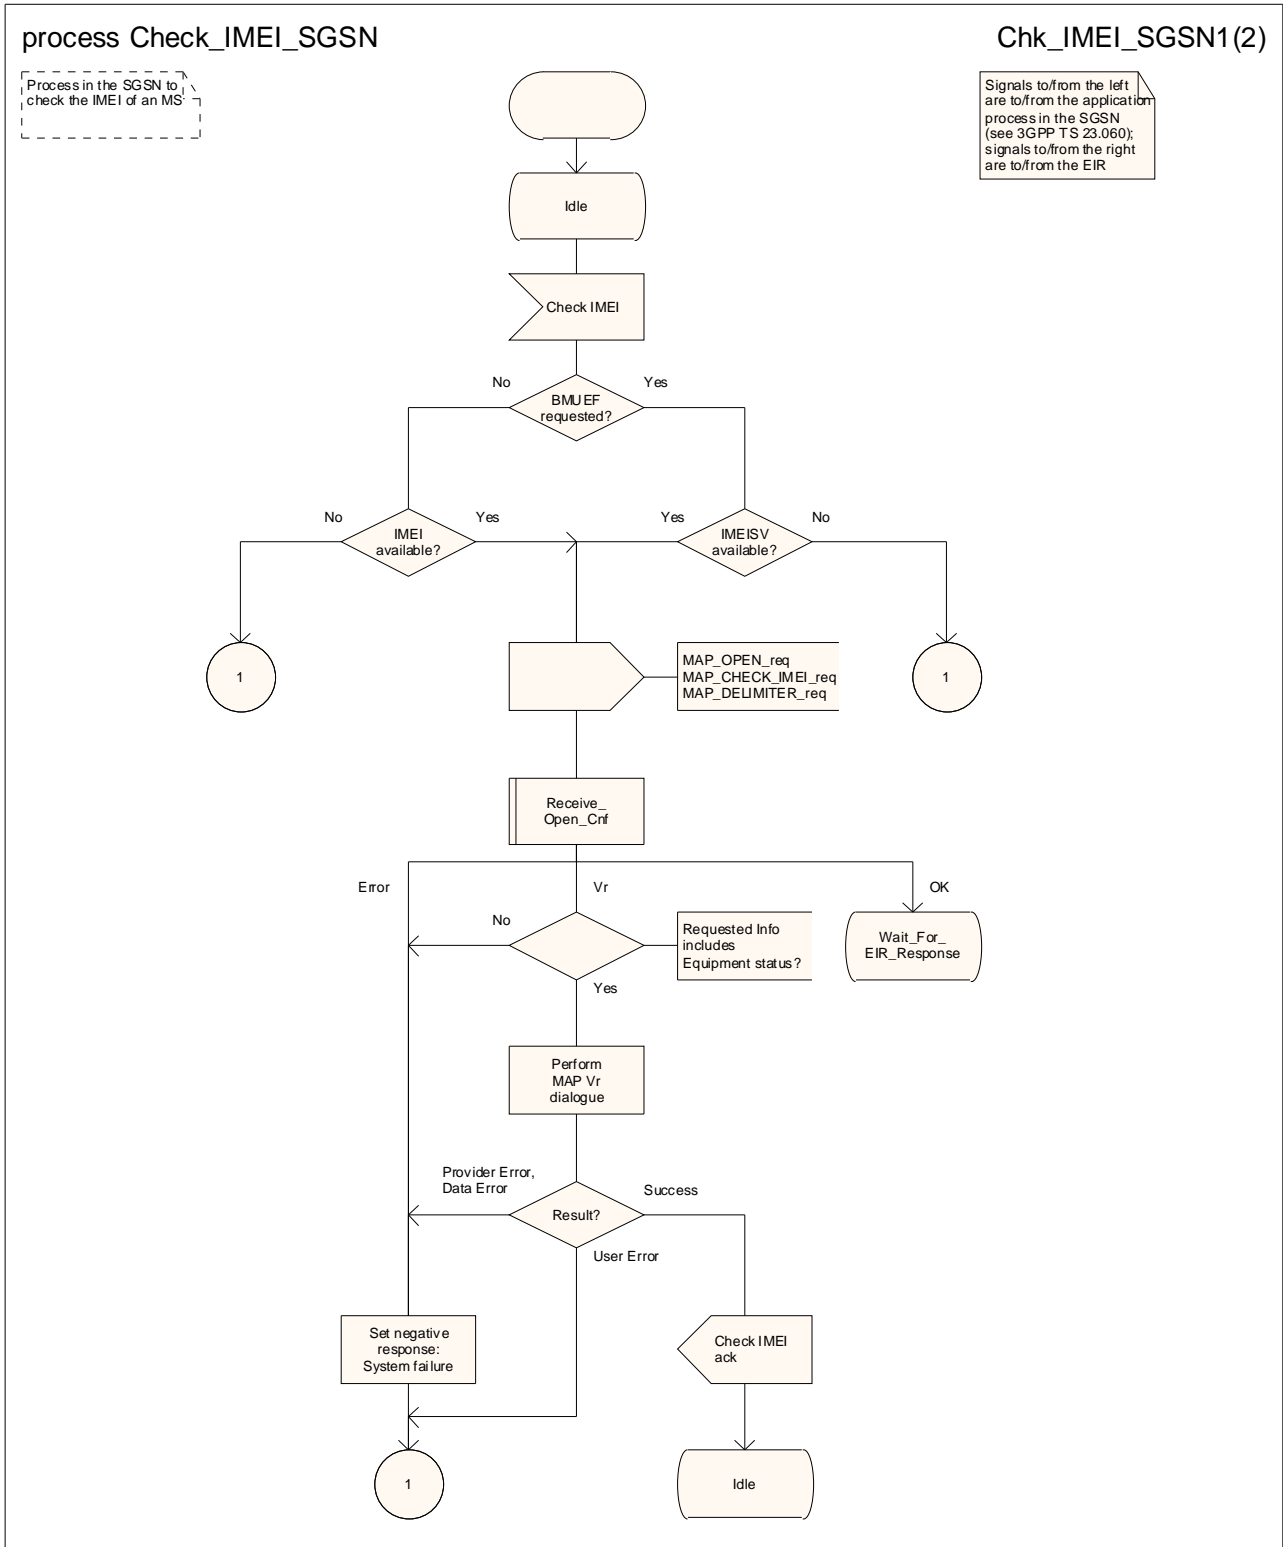 process Check_IMEI_SGSN
Chk_IMEI_SGSN1(2)
Process in the SGSN to
check the IMEI of an MS
Signals to/from the left
are to/from the application
process in the SGSN
(see 3GPP TS 23.060);
signals to/from the right
are to/from the EIR
Idle
Check IMEI
No
Yes
BMUEF
requested?
No
Yes
Yes
No
IMEI
available?
IMEISV
available?
1
MAP_OPEN_req
MAP_CHECK_IMEI_req
MAP_DELIMITER_req
1
Receive_
Open_Cnf
Error
Vr
OK
No
Requested Info
includes
Equipment status?
Wait_For_
EIR_Response
Yes
Perform
MAP Vr
dialogue
Provider Error,
Data Error
Success
Result?
User Error
Set negative
response:
System failure
Check IMEI
ack
1
Idle